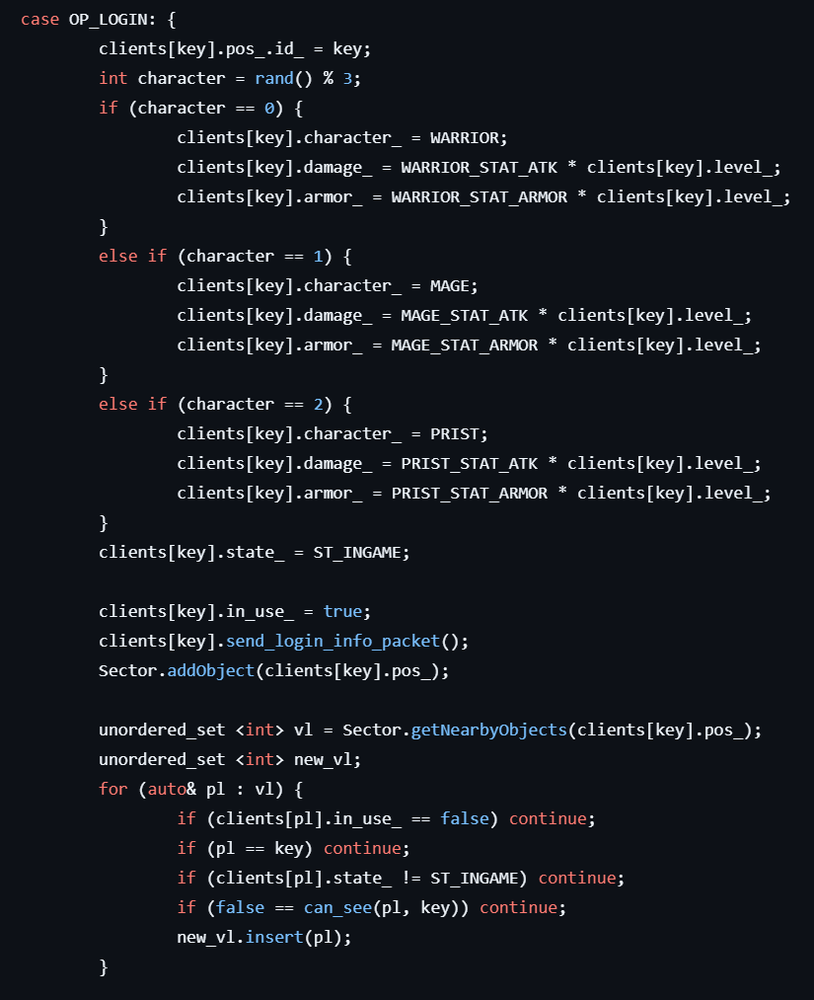 case OP_LOGIN: {
clients[key].pos_.id_ = key;
int character = rand() % 3;
if (character == 0) {
clients[key].character_ = WARRIOR;
clients[key].damage_ = WARRIOR_STAT_ATK * clients[key].level_;
clients[key].armor_ = WARRIOR_STAT_ARMOR * clients[key].level_;
}
else if (character == 1) {
clients[key].character_ = MAGE;
clients[key].damage_ = MAGE_STAT_ATK * clients[key].level_;
clients[key].armor_ = MAGE_STAT_ARMOR * clients[key].level_;
}
else if (character == 2) {
clients[key].character_ = PRIST;
clients[key].damage_ = PRIST_STAT_ATK * clients[key].level_;
clients[key].armor_ = PRIST_STAT_ARMOR * clients[key].level_;
}
clients[key].state_ = ST_INGAME;
clients[key].in_use_ = true;
clients[key].send_login_info_packet();
Sector.addObject(clients[key].pos_);
unordered_set <int> vl = Sector.getNearbyObjects(clients[key].pos_);
unordered_set <int> new_vl;
for (auto& pl : vl) {
if (clients[pl].in_use_ == false) continue;
if (pl == key) continue;
if (clients[pl].state_ != ST_INGAME) continue;
if (false == can_see(pl, key)) continue;
new_vl.insert(pl);
}